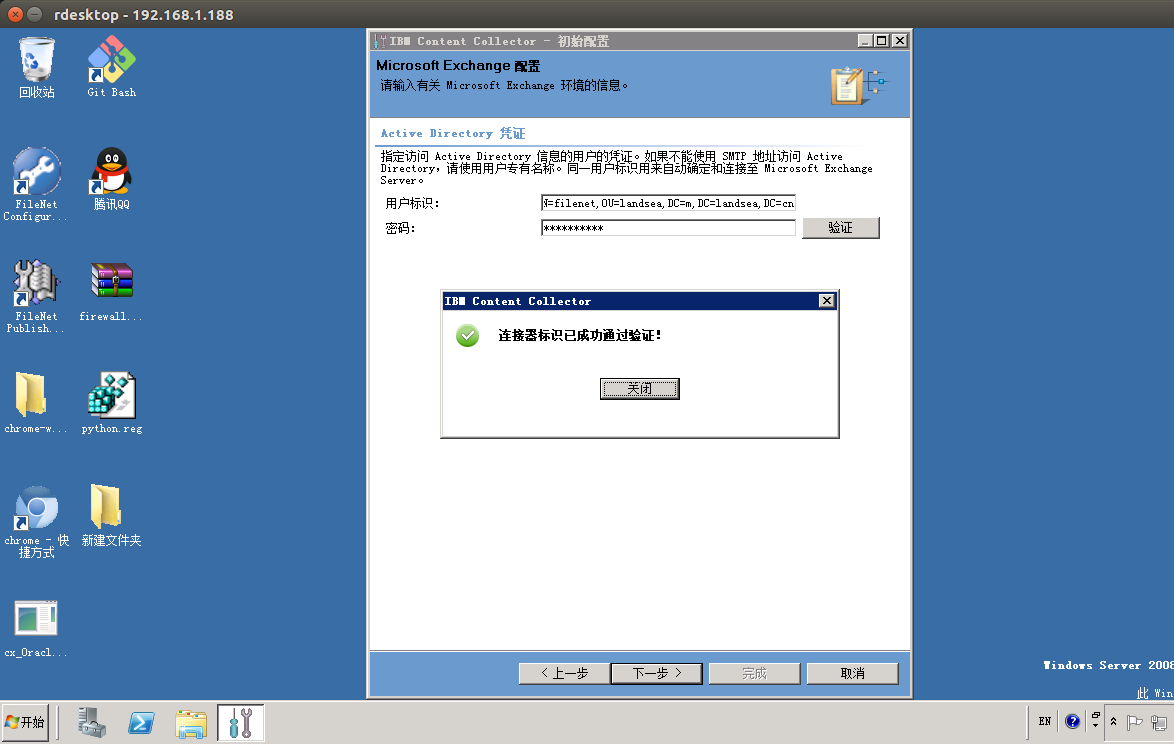 rdesktop - 192.168.1.188
回收站
Git Bash
FileNet
Configur...
腾讯QQ
FileNet
Publish...
firewall...
chrome-w...
python.reg
chrome - 快
捷方式
新建文件夹
cx_Oracl...
IBM Content Collector - 初始配置
Microsoft Exchange 配置
请输入有关 Microsoft Exchange 环境的信息。
Active Directory 凭证
指定访问 Active Directory 信息的用户的凭证。如果不能使用 SMTP 地址访问 Active
Directory，请使用用户专有名称。同一用户标识用来自动确定和连接至 Microsoft Exchange
Server。
用户标识：
=filenet,OU=landsea,DC=m,DC=landsea,DC=cn
密码：
**********
验证
IBM Content Collector
连接器标识已成功通过验证！
关闭
< 上一步
下一步 >
完成
取消
Windows Server 2008
此 Win
开始
EN